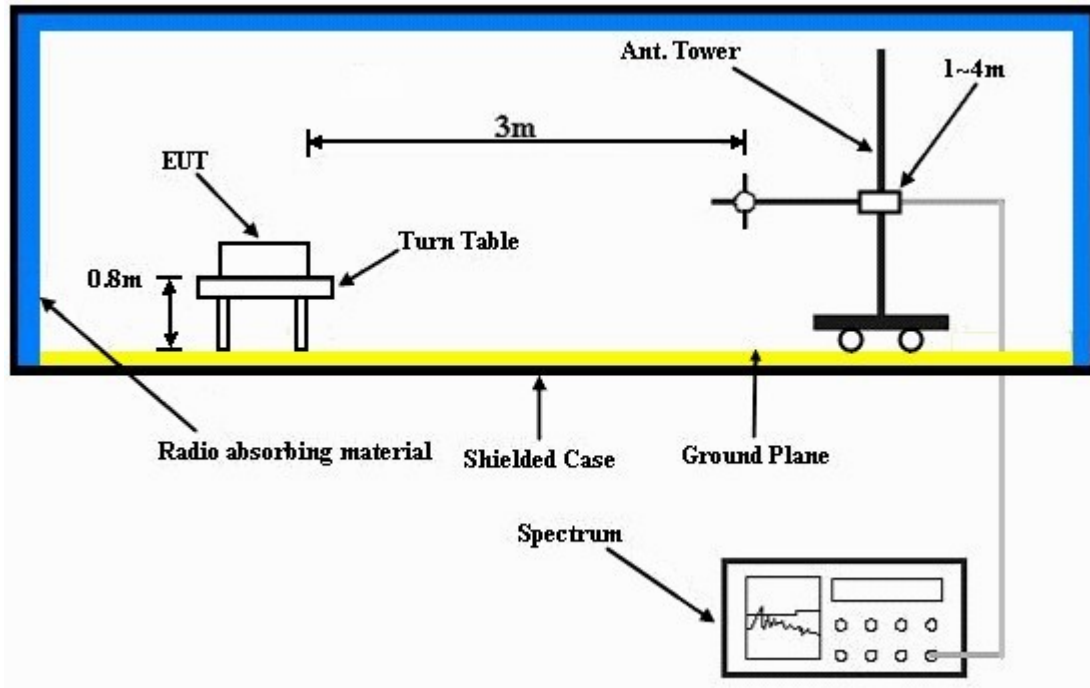 Ant. Tower
1~4m
3m
EUT
Turn Table
0.8m
Radio absorbing material
Shielded Case
Ground Plane
Spectrum